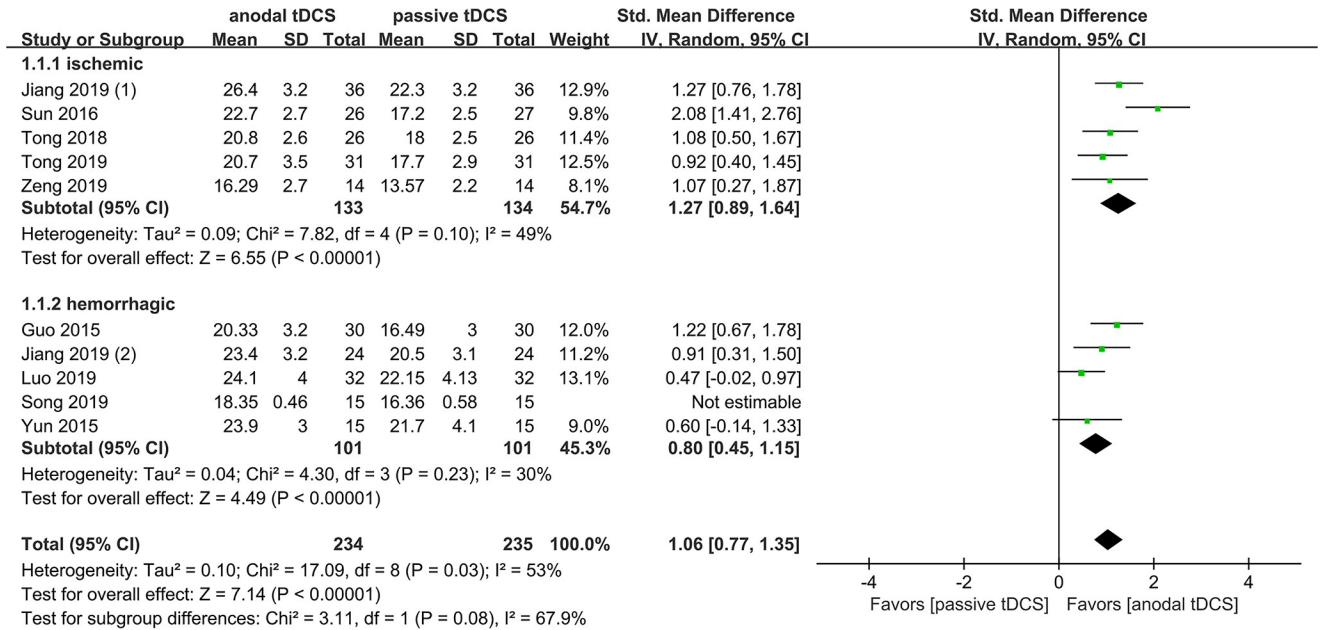 anodal tDCS passive tDCS Std. Mean Difference Std. Mean Difference
Study or Subgroup Mean SD Total Mean SD Total Weight IV, Random, 95% CI IV, Random, 95% CI
1.1.1 ischemic
Jiang 2019 (1) 26.4 3.2 36 22.3 3.2 36 12.9% 1.27 [0.76, 1.78]
Sun 2016 22.7 2.7 26 17.2 2.5 27 9.8% 2.08 [1.41, 2.76]
Tong 2018 20.8 2.6 26 18 2.5 26 11.4% 1.08 [0.50, 1.67]
Tong 2019 20.7 3.5 31 17.7 2.9 31 12.5% 0.92 [0.40, 1.45]
Zeng 2019 16.29 2.7 14 13.57 2.2 14 8.1% 1.07 [0.27, 1.87]
Subtotal (95% CI) 133 134 54.7% 1.27 [0.89, 1.64]
Heterogeneity: Tau² = 0.09; Chi² = 7.82, df = 4 (P = 0.10); I² = 49%
Test for overall effect: Z = 6.55 (P < 0.00001)
1.1.2 hemorrhagic
Guo 2015 20.33 3.2 30 16.49 3 30 12.0% 1.22 [0.67, 1.78]
Jiang 2019 (2) 23.4 3.2 24 20.5 3.1 24 11.2% 0.91 [0.31, 1.50]
Luo 2019 24.1 4 32 22.15 4.13 32 13.1% 0.47 [-0.02, 0.97]
Song 2019 18.35 0.46 15 16.36 0.58 15 Not estimable
Yun 2015 23.9 3 15 21.7 4.1 15 9.0% 0.60 [-0.14, 1.33]
Subtotal (95% CI) 101 101 45.3% 0.80 [0.45, 1.15]
Heterogeneity: Tau² = 0.04; Chi² = 4.30, df = 3 (P = 0.23); I² = 30%
Test for overall effect: Z = 4.49 (P < 0.00001)
Total (95% CI) 234 235 100.0% 1.06 [0.77, 1.35]
Heterogeneity: Tau² = 0.10; Chi² = 17.09, df = 8 (P = 0.03); I² = 53%
Test for overall effect: Z = 7.14 (P < 0.00001)
Test for subgroup differences: Chi² = 3.11, df = 1 (P = 0.08), I² = 67.9%
-4 -2 0 2 4
Favors [passive tDCS] Favors [anodal tDCS]